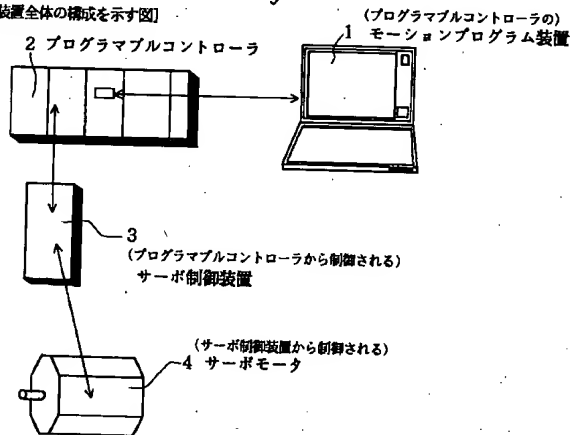 装置全体の構成を示す図]
(プログラマブルコントローラの)
1 モーションプログラム装置
2 プログラマブルコントローラ
3
(プログラマブルコントローラから制御される)
サーボ制御装置
(サーボ制御装置から制御される)
4 サーボモータ